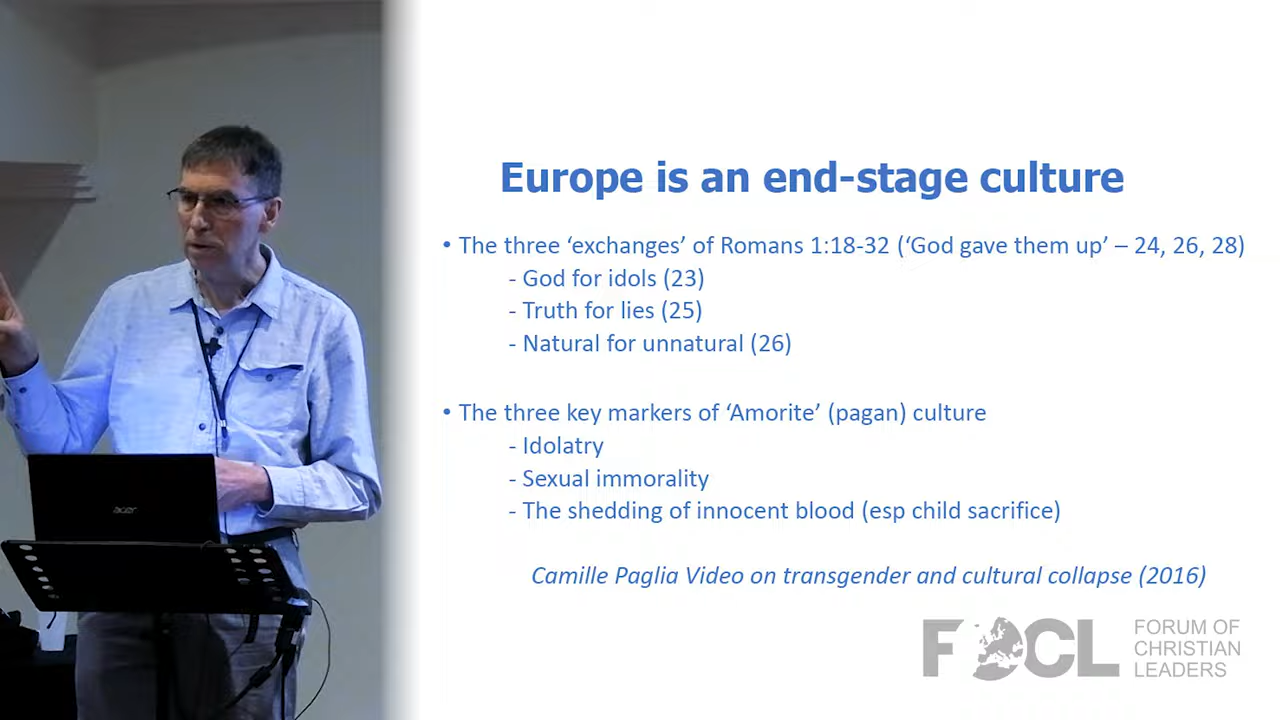 Europe is an end-stage culture
• The three ‘exchanges’ of Romans 1:18-32 (‘God gave them up’ – 24, 26, 28)
- God for idols (23)
- Truth for lies (25)
- Natural for unnatural (26)
• The three key markers of ‘Amorite’ (pagan) culture
- Idolatry
- Sexual immorality
- The shedding of innocent blood (esp child sacrifice)
Camille Paglia Video on transgender and cultural collapse (2016)
FOCL
FORUM OF
CHRISTIAN
LEADERS
acer